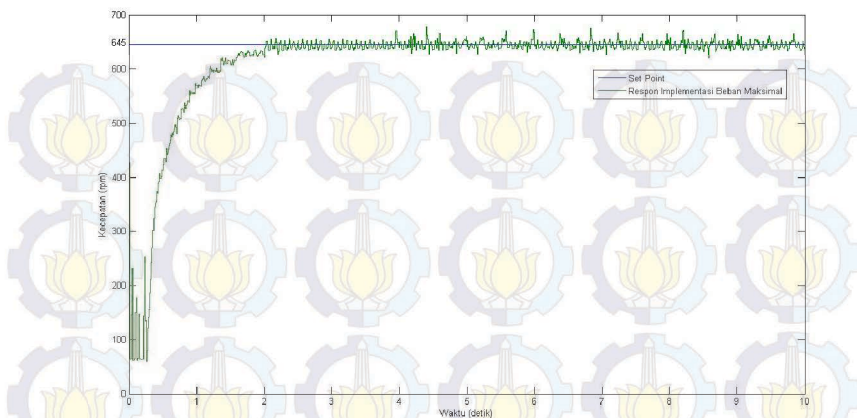 700
645
600
500
400
300
200
100
0
Kecepatan (rpm)
Set Point
Respon Implementasi Beban Maksimal
0 1 2 3 4 5 6 7 8 9 10
Waktu (detik)